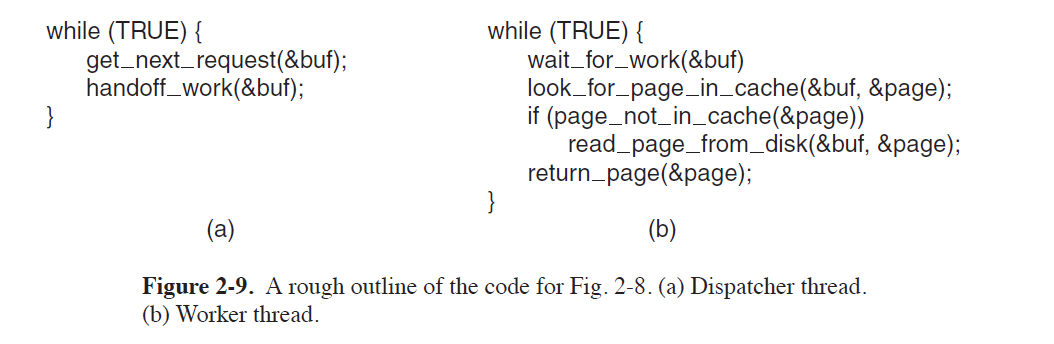 while (TRUE) {
get_next_request(&buf);
handoff_work(&buf);
}
(a)
while (TRUE) {
wait_for_work(&buf)
look_for_page_in_cache(&buf, &page);
if (page_not_in_cache(&page))
read_page_from_disk(&buf, &page);
return_page(&page);
}
(b)
Figure 2-9. A rough outline of the code for Fig. 2-8. (a) Dispatcher thread.
(b) Worker thread.